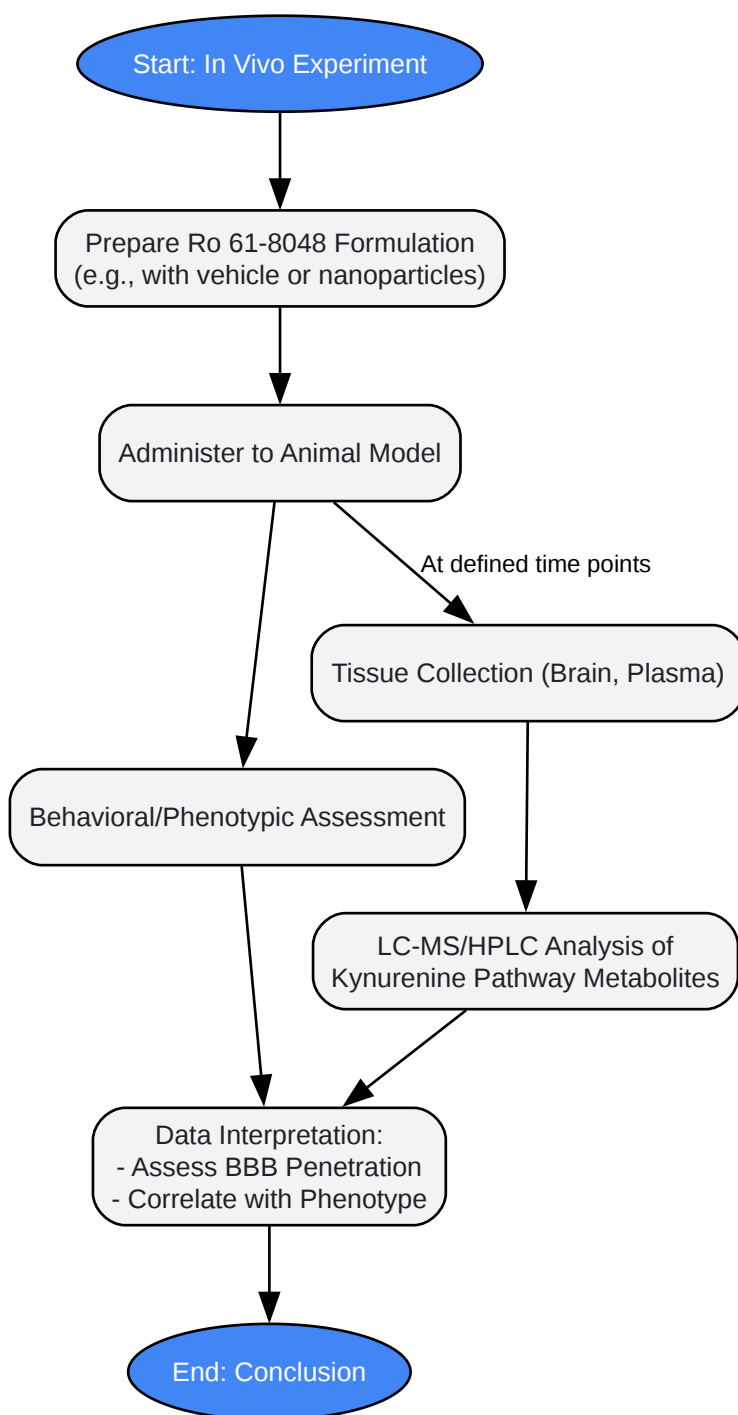 Start: In Vivo Experiment
Prepare Ro 61-8048 Formulation
(e.g., with vehicle or nanoparticles)
Administer to Animal Model
At defined time points
Tissue Collection (Brain, Plasma)
Behavioral/Phenotypic Assessment
LC-MS/HPLC Analysis of
Kynurenine Pathway Metabolites
Data Interpretation:
- Assess BBB Penetration
- Correlate with Phenotype
End: Conclusion